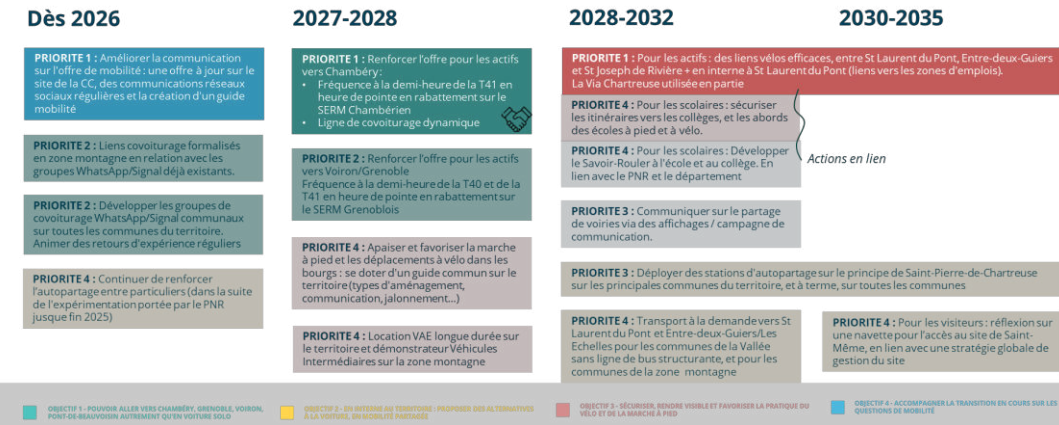 Dès 2026
PRIORITE 1 : Améliorer la communication
sur l'offre de mobilité : une offre à jour sur le
site de la CC, des communications réseaux
sociaux régulières et la création d'un guide
mobilité
PRIORITE 2 : Liens covoiturage formalisés
en zone montagne en relation avec les
groupes WhatsApp/Signal déjà existants.
PRIORITE 2 : Développer les groupes de
covoiturage WhatsApp/Signal communaux
sur toutes les communes du territoire.
Animer des retours d'expérience réguliers
PRIORITE 4 : Continuer de renforcer
l'autopartage entre particuliers (dans la suite
de l'expérimentation portée par le PNR
jusque fin 2025)
2027-2028
PRIORITE 1 : Renforcer l'offre pour les actifs
vers Chambéry :
• Fréquence à la demi-heure de la T41 en
heure de pointe en rabattement sur le
SERM Chambérien
• Ligne de covoiturage dynamique
PRIORITE 2 : Renforcer l'offre pour les actifs
vers Voiron/Grenoble
Fréquence à la demi-heure de la T40 et de la
T41 en heure de pointe en rabattement sur
le SERM Grenoblois
PRIORITE 4 : Apaiser et favoriser la marche
à pied et les déplacements à vélo dans les
bourgs : se doter d'un guide commun sur le
territoire (types d'aménagement,
communication, jalonnement...)
PRIORITE 4 : Location VAE longue durée sur
le territoire et démonstrateur Véhicules
Intermédiaires sur la zone montagne
2028-2032
2030-2035
PRIORITE 1 : Pour les actifs : des liens vélos efficaces, entre St Laurent du Pont, Entre-deux-Guiers
et St Joseph de Rivière + en interne à St Laurent du Pont (liens vers les zones d'emplois).
La Via Chartreuse utilisée en partie
PRIORITE 4 : Pour les scolaires : sécuriser
les itinéraires vers les collèges, et les abords
des écoles à pied et à vélo.
PRIORITE 4 : Pour les scolaires : Développer
le Savoir-Rouler à l'école et au collège. En
lien avec le PNR et le département
Actions en lien
PRIORITE 3 : Communiquer sur le partage
de voiries via des affichages / campagne de
communication.
PRIORITE 3 : Déployer des stations d'autopartage sur le principe de Saint-Pierre-de-Chartreuse
sur les principales communes du territoire, et à terme, sur toutes les communes
PRIORITE 4 : Transport à la demande vers St
Laurent du Pont et Entre-deux-Guiers/Les
Echelles pour les communes de la Vallée
sans ligne de bus structurante, et pour les
communes de la zone montagne
PRIORITE 4 : Pour les visiteurs : réflexion sur
une navette pour l'accès au site de Saint-
Même, en lien avec une stratégie globale de
gestion du site
OBJECTIF 1 - POUVOIR ALLER VERS CHAMBÉRY, GRENOBLE, VOIRON,
PONT-DE-BEAUVOISIN AUTREMENT QU'EN VOITURE SOLO
OBJECTIF 2 - EN INTERNE AU TERRITOIRE : PROPOSER DES ALTERNATIVES
À LA VOITURE, EN MOBILITÉ PARTAGÉE
OBJECTIF 3 - SÉCURISER, RENDRE VISIBLE ET FAVORISER LA PRATIQUE DU
VÉLO ET DE LA MARCHE À PIED
OBJECTIF 4 - ACCOMPAGNER LA TRANSITION EN COURS SUR LES
QUESTIONS DE MOBILITÉ